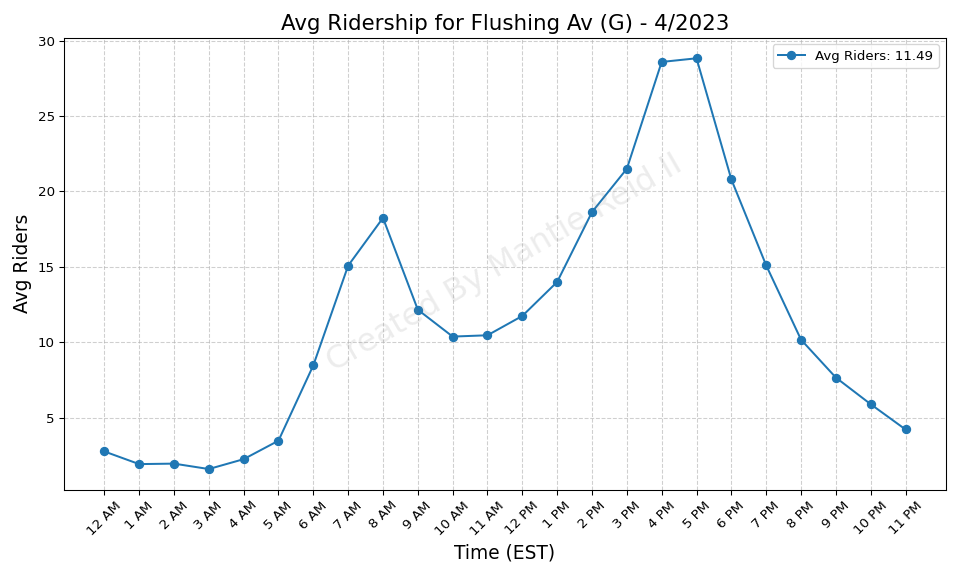 Avg Ridership for Flushing Av (G) - 4/2023
Avg Riders: 11.49
30
25
20
15
10
5
Avg Riders
Created By Mantle Reid II
12 AM
1 AM
2 AM
3 AM
4 AM
5 AM
6 AM
7 AM
8 AM
9 AM
10 AM
11 AM
12 PM
1 PM
2 PM
3 PM
4 PM
5 PM
6 PM
7 PM
8 PM
9 PM
10 PM
11 PM
Time (EST)